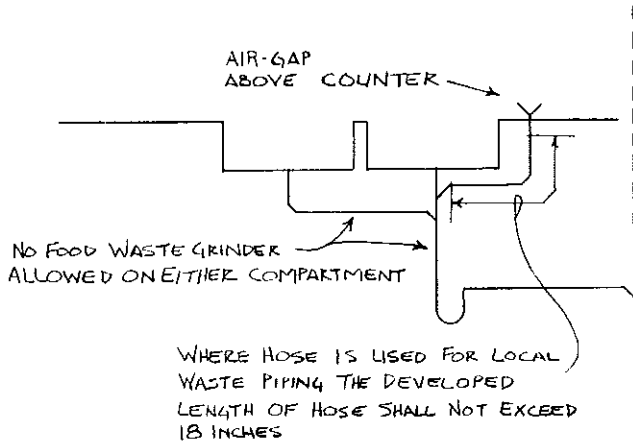 AIR-GAP
ABOVE COUNTER
NO FOOD WASTE GRINDER
ALLOWED ON EITHER COMPARTMENT
WHERE HOSE IS USED FOR LOCAL
WASTE PIPING THE DEVELOPED
LENGTH OF HOSE SHALL NOT EXCEED
18 INCHES